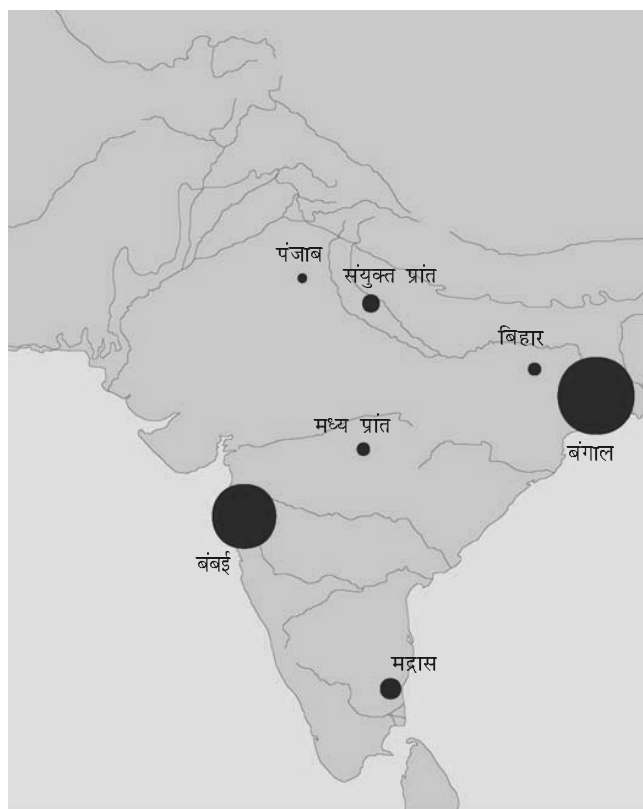 पंजाब
संयुक्त प्रांत
बिहार
मध्य प्रांत
बंगाल
बंबई
मद्रास